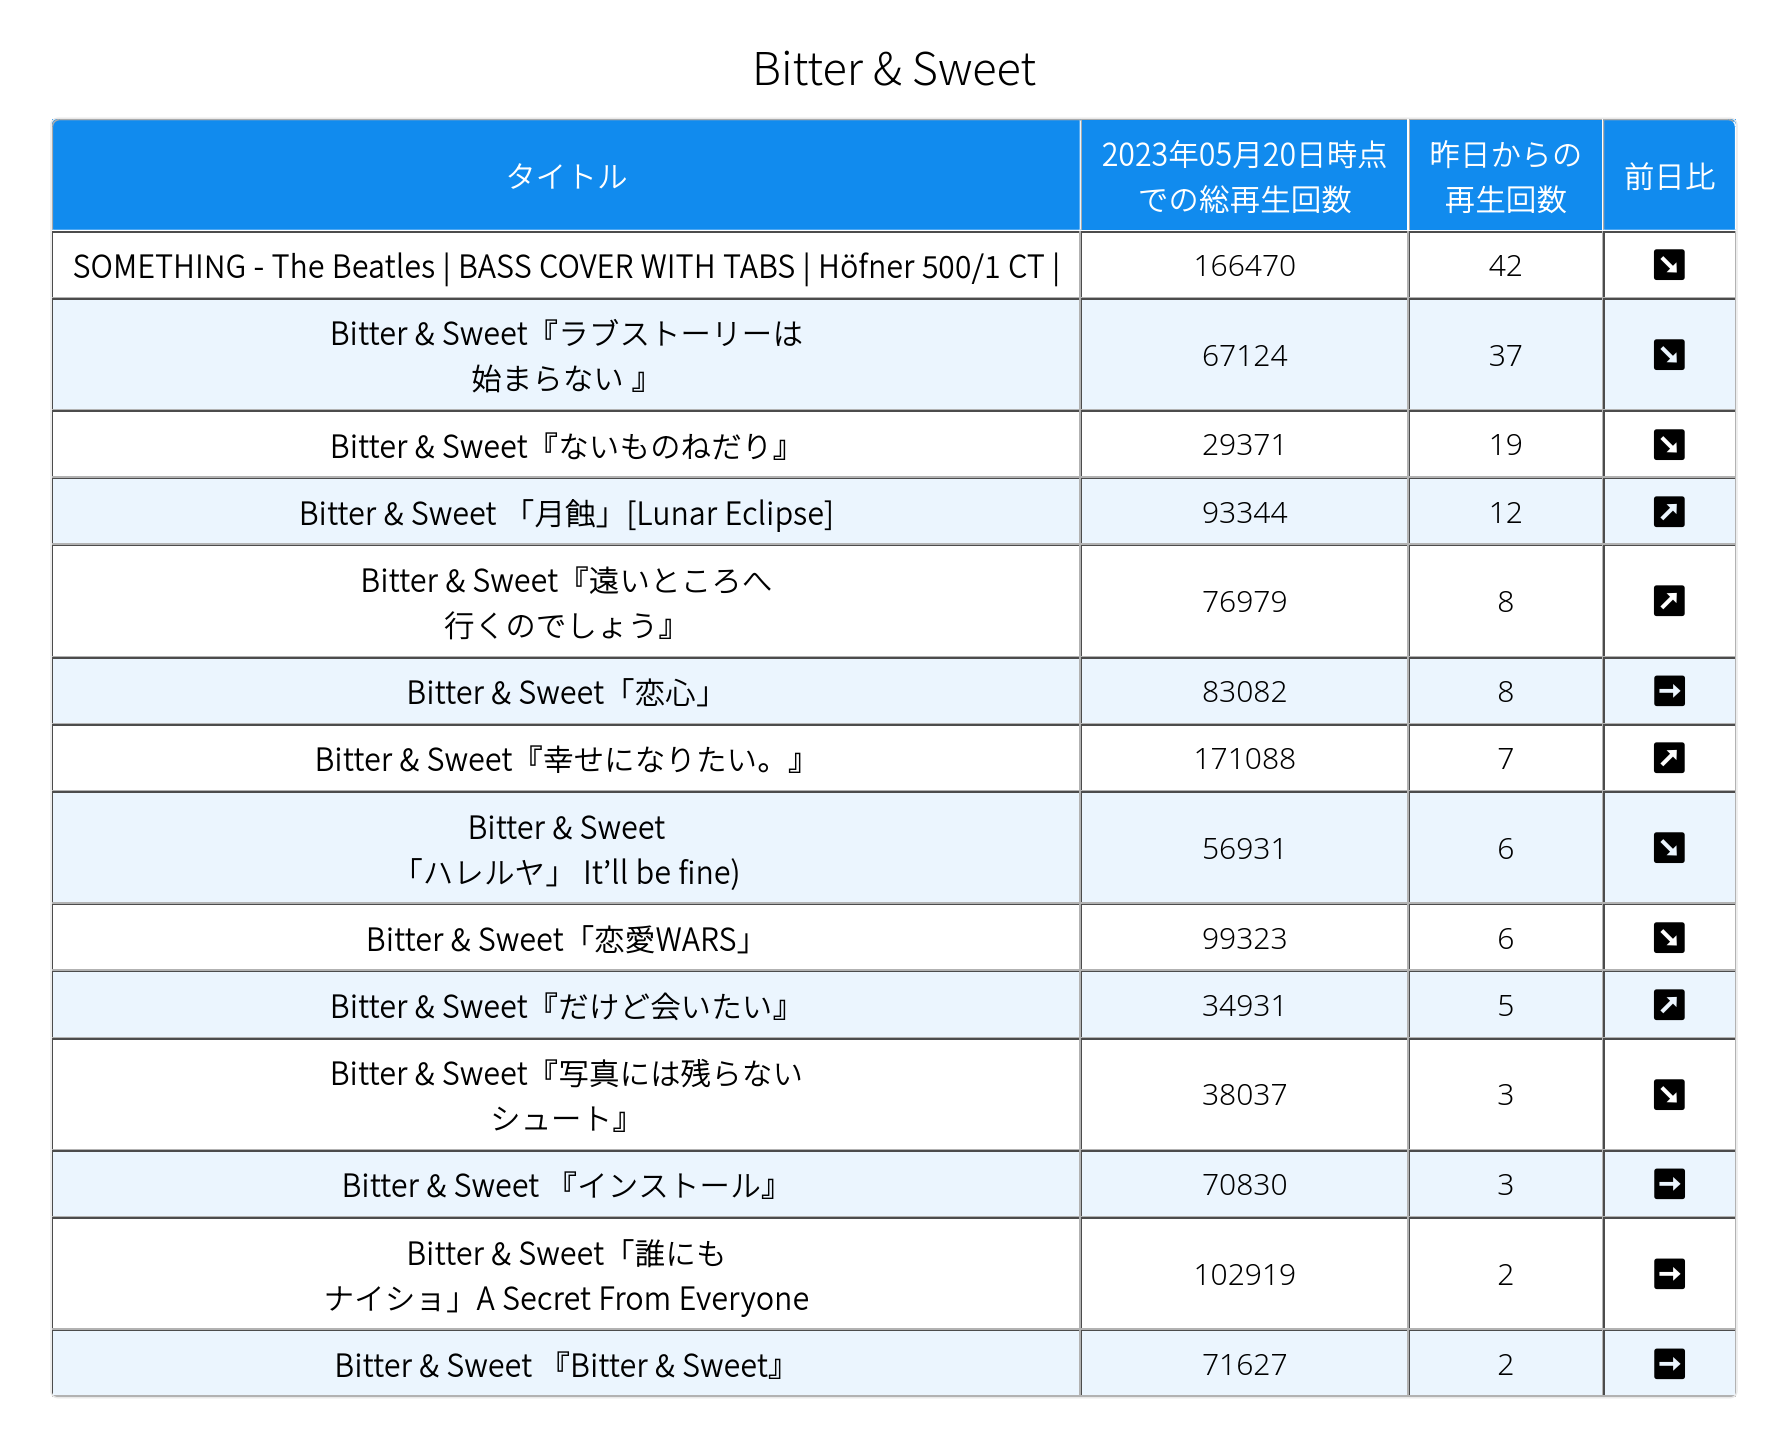 Bitter & Sweet
タイトル
2023年05月20日時点
での総再生回数
昨日からの
再生回数
前日比
SOMETHING - The Beatles | BASS COVER WITH TABS | Höfner 500/1 CT |
166470
42
Bitter & Sweet『ラブストーリーは
始まらない 』
67124
37
Bitter & Sweet『ないものねだり』
29371
19
Bitter & Sweet 「月蝕」[Lunar Eclipse]
93344
12
Bitter & Sweet『遠いところへ
行くのでしょう』
76979
8
Bitter & Sweet「恋心」
83082
8
Bitter & Sweet『幸せになりたい。』
171088
7
Bitter & Sweet
「ハレルヤ」 It’ll be fine)
56931
6
Bitter & Sweet「恋愛WARS」
99323
6
Bitter & Sweet『だけど会いたい』
34931
5
Bitter & Sweet『写真には残らない
シュート』
38037
3
Bitter & Sweet 『インストール』
70830
3
Bitter & Sweet「誰にも
ナイショ」A Secret From Everyone
102919
2
Bitter & Sweet 『Bitter & Sweet』
71627
2